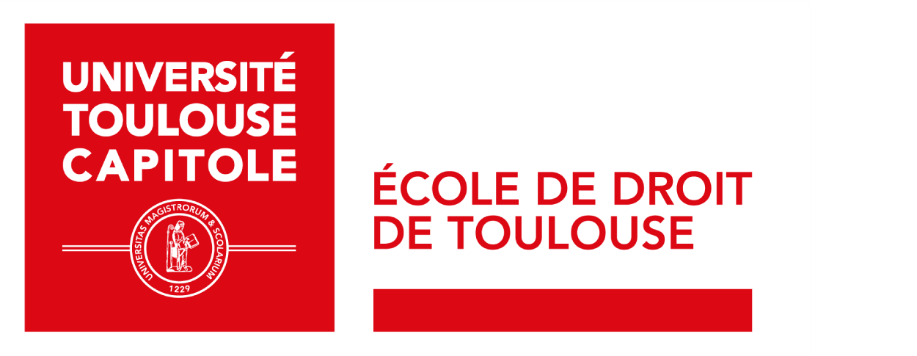 UNIVERSITÉ
TOULOUSE
CAPITOLE
UNIVERSITAS MAGISTRORUM & SCOLARIUM
1229
ÉCOLE DE DROIT
DE TOULOUSE